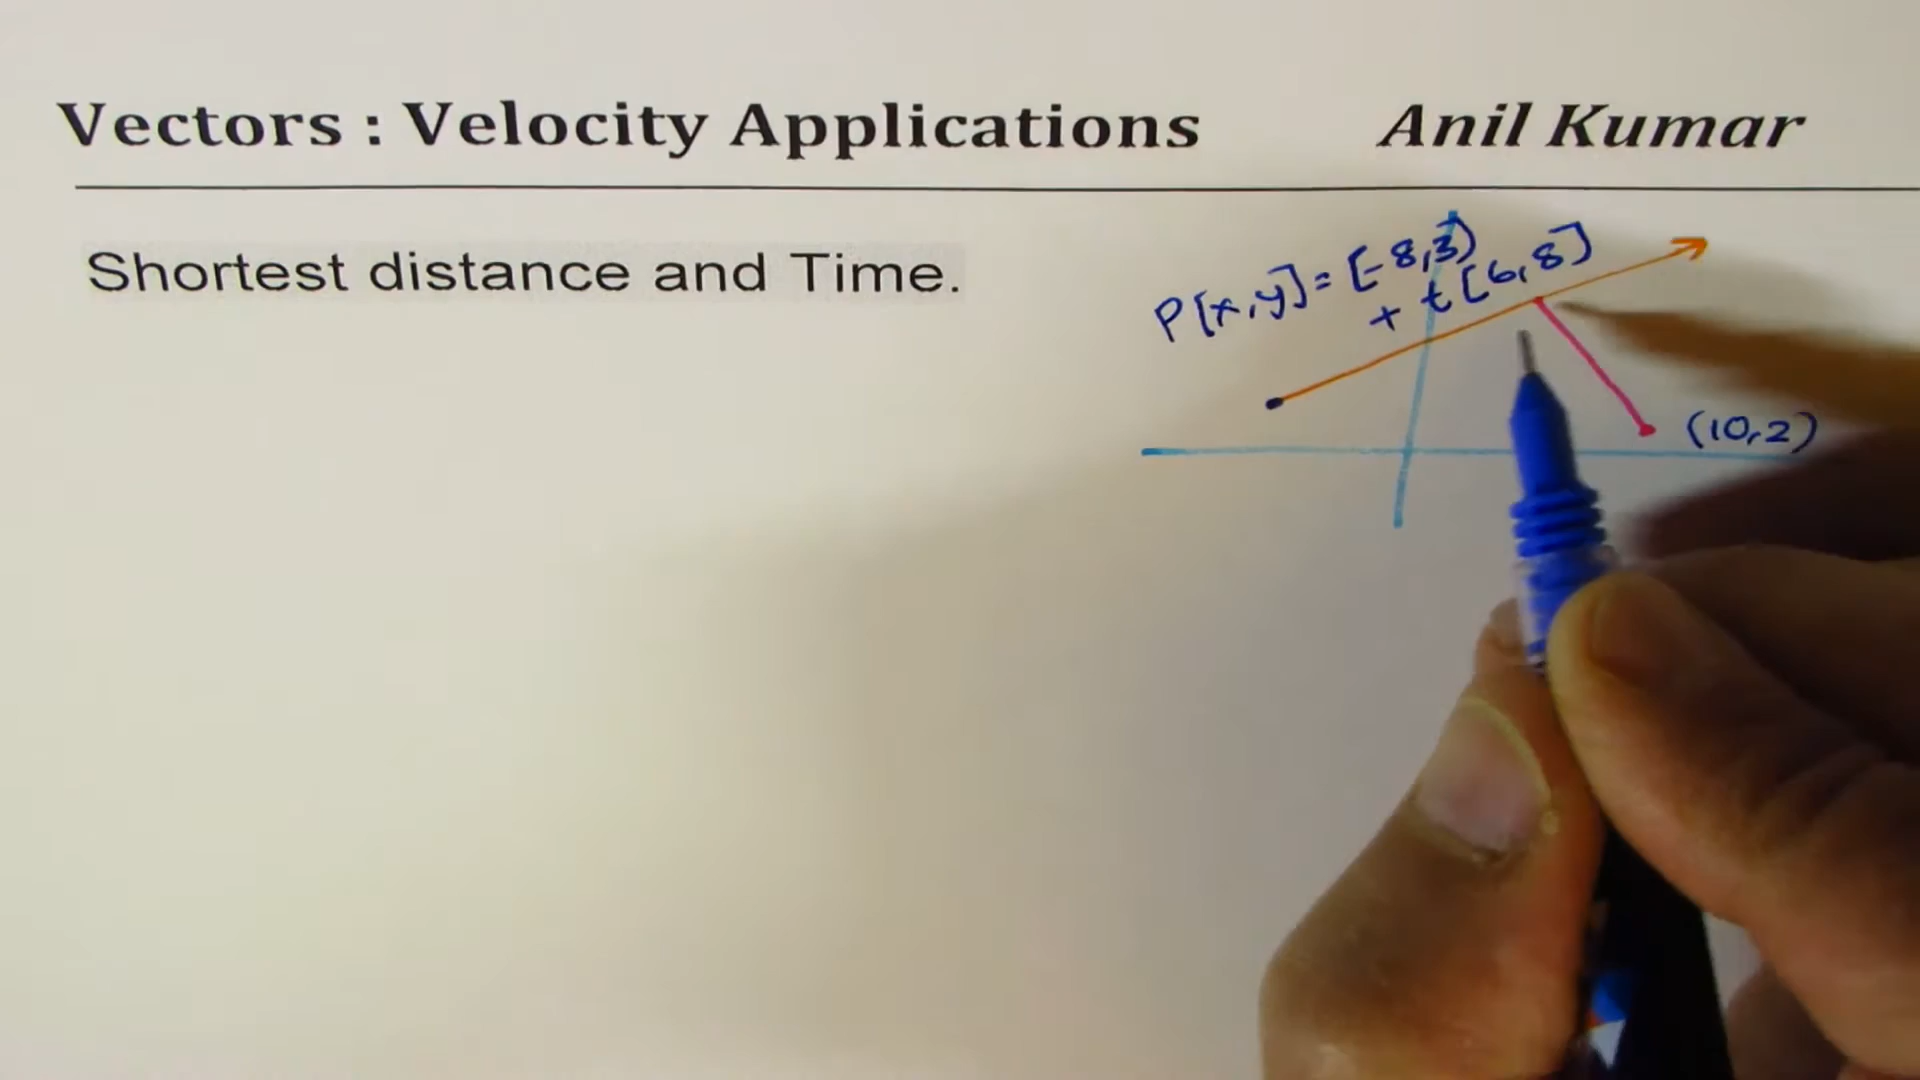 Vectors : Velocity Applications Anil Kumar
Shortest distance and Time.
P[x,y] = [-8,3)
+ t[6,8]
(10,2)